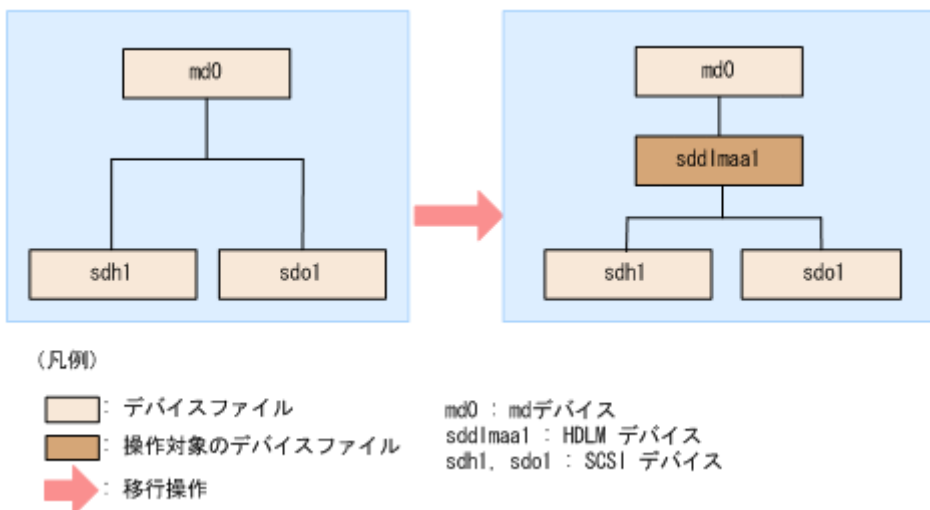 md0
sdh1
sdo1
md0
sddlmaa1
sdh1
sdo1
(凡例)
: デバイスファイル
: 操作対象のデバイスファイル
: 移行操作
md0 : mdデバイス
sddlmaa1 : HDLM デバイス
sdh1, sdo1 : SCSI デバイス